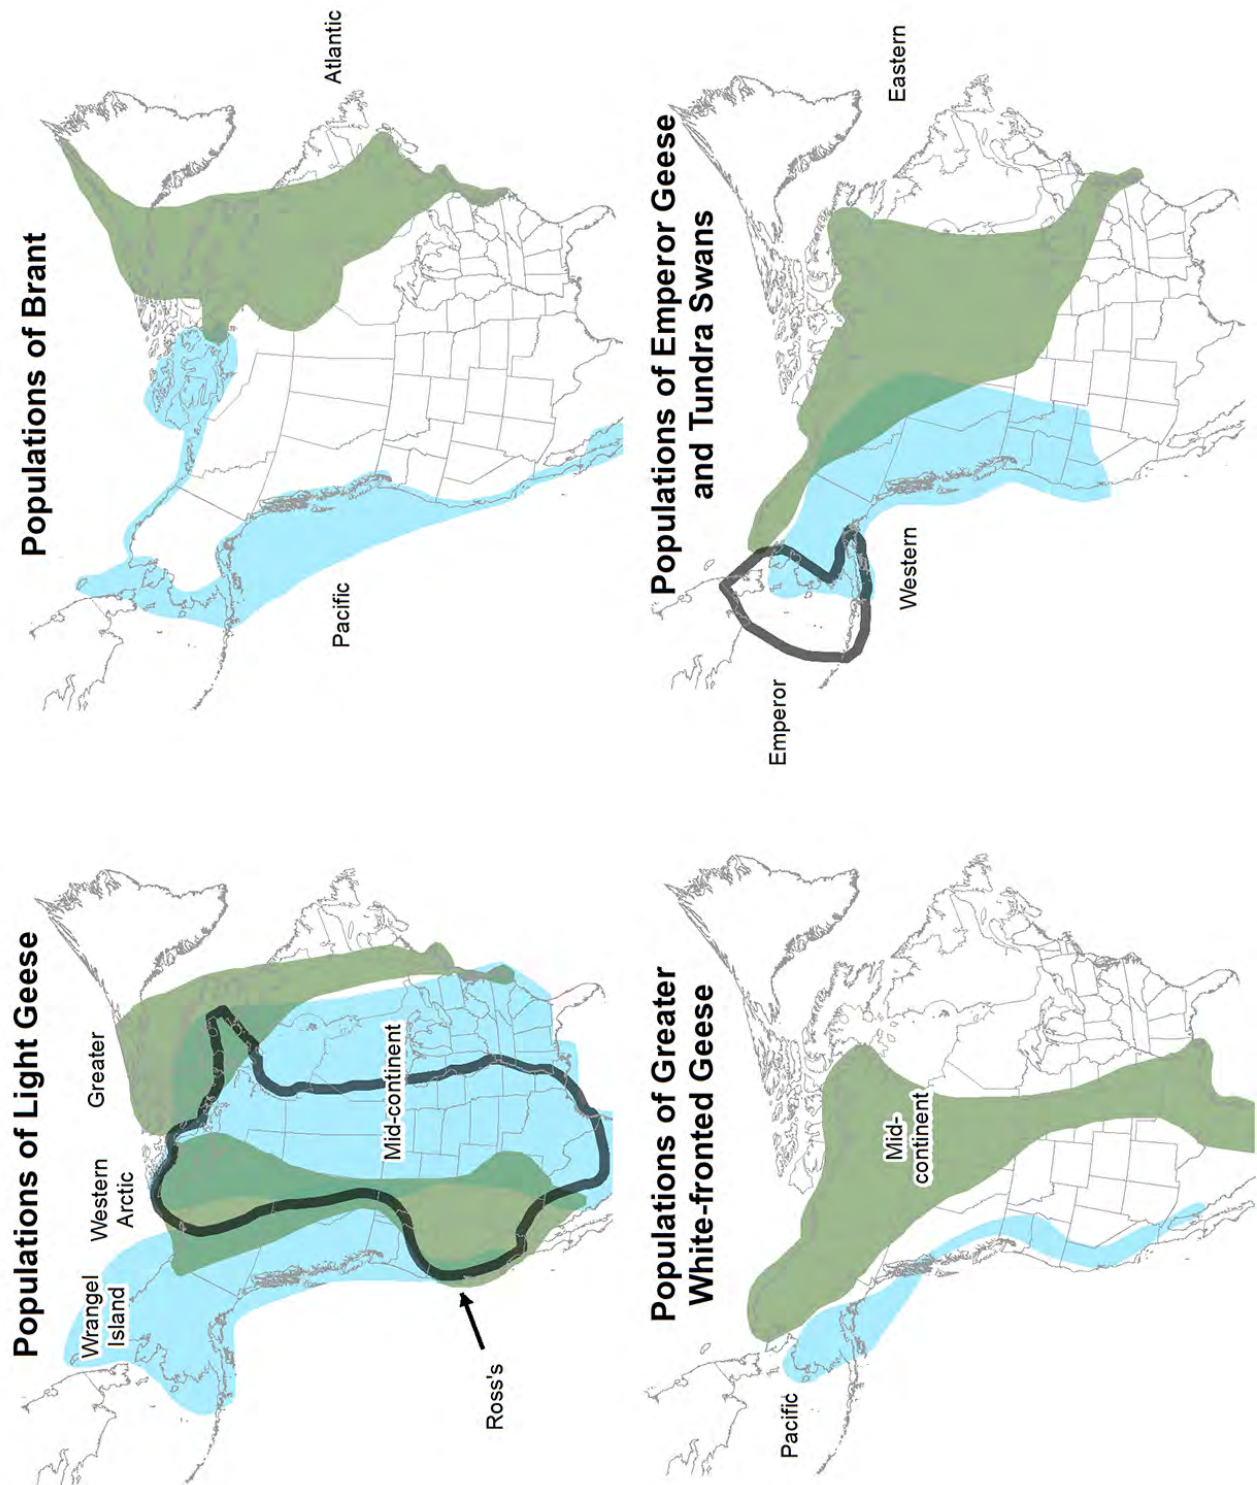 Populations of Light Geese
Wrangel
Island
Western
Arctic
Greater
Mid-continent
Ross's
Populations of Brant
Pacific
Atlantic
Populations of Greater
White-fronted Geese
Pacific
Mid-
continent
Populations of Emperor Geese
and Tundra Swans
Emperor
Western
Eastern